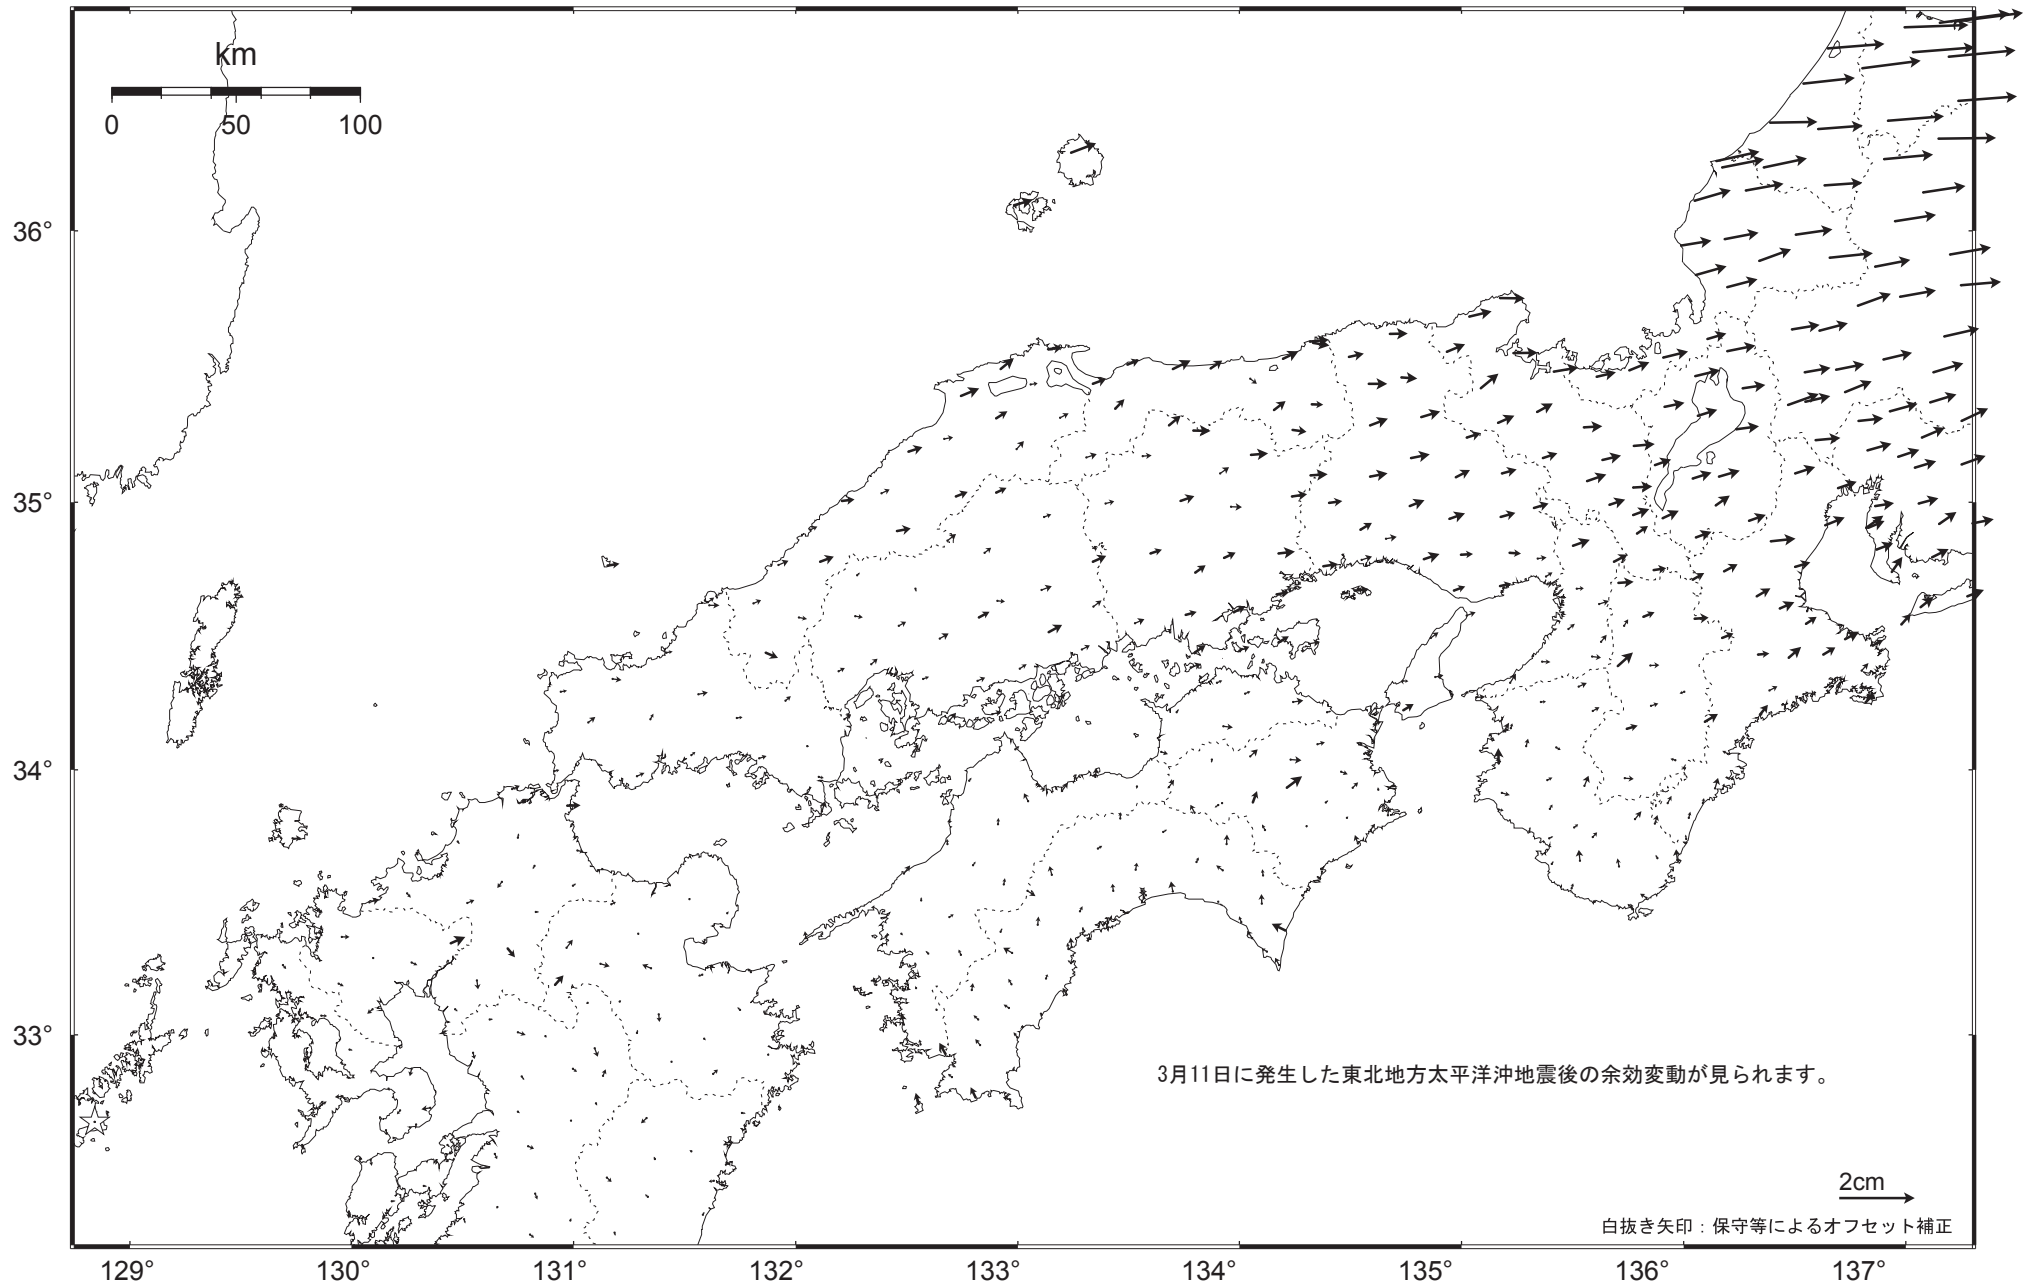 km
0 50 100
36°
35°
34°
33°
3月11日に発生した東北地方太平洋沖地震後の余効変動が見られます。
2cm
白抜き矢印：保守等によるオフセット補正
129° 130° 131° 132° 133° 134° 135° 136° 137°